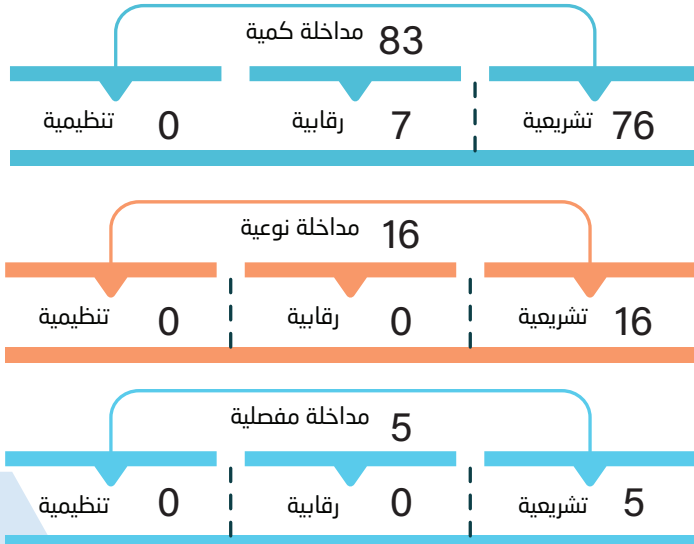 83 مداخلة كمية
76 تشريعية 7 رقابية 0 تنظيمية
16 مداخلة نوعية
16 تشريعية 0 رقابية 0 تنظيمية
5 مداخلة مفصلية
5 تشريعية 0 رقابية 0 تنظيمية